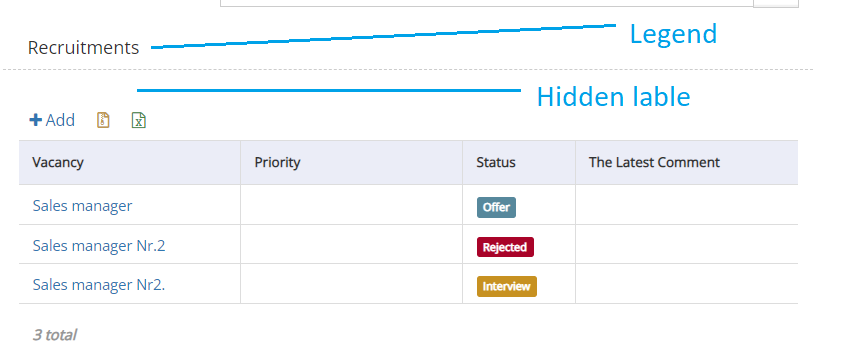 Legend
Recruitments
Hidden lable
Add
Vacancy Priority Status The Latest Comment
Sales manager Offer
Sales manager Nr.2 Rejected
Sales manager Nr2. Interview
3 total